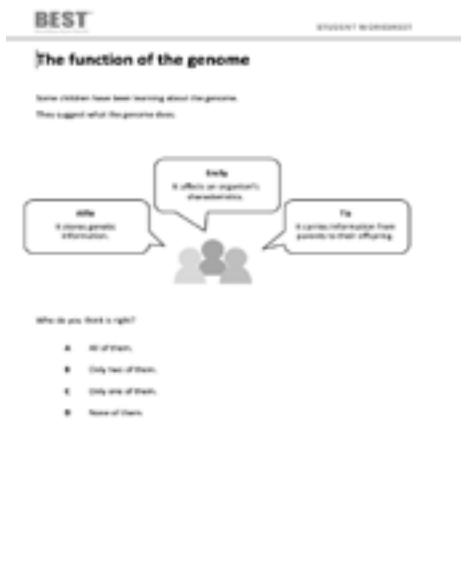 BEST
STUDENT WORKSHEET
The function of the genome
Some children have been learning about the genome.
They suggest what the genome does.
Emily
It affects an organism's
characteristics.
Alfie
It stores genetic
information.
Tia
It carries information from
parents to their offspring.
Who do you think is right?
A All of them.
B Only two of them.
C Only one of them.
D None of them.